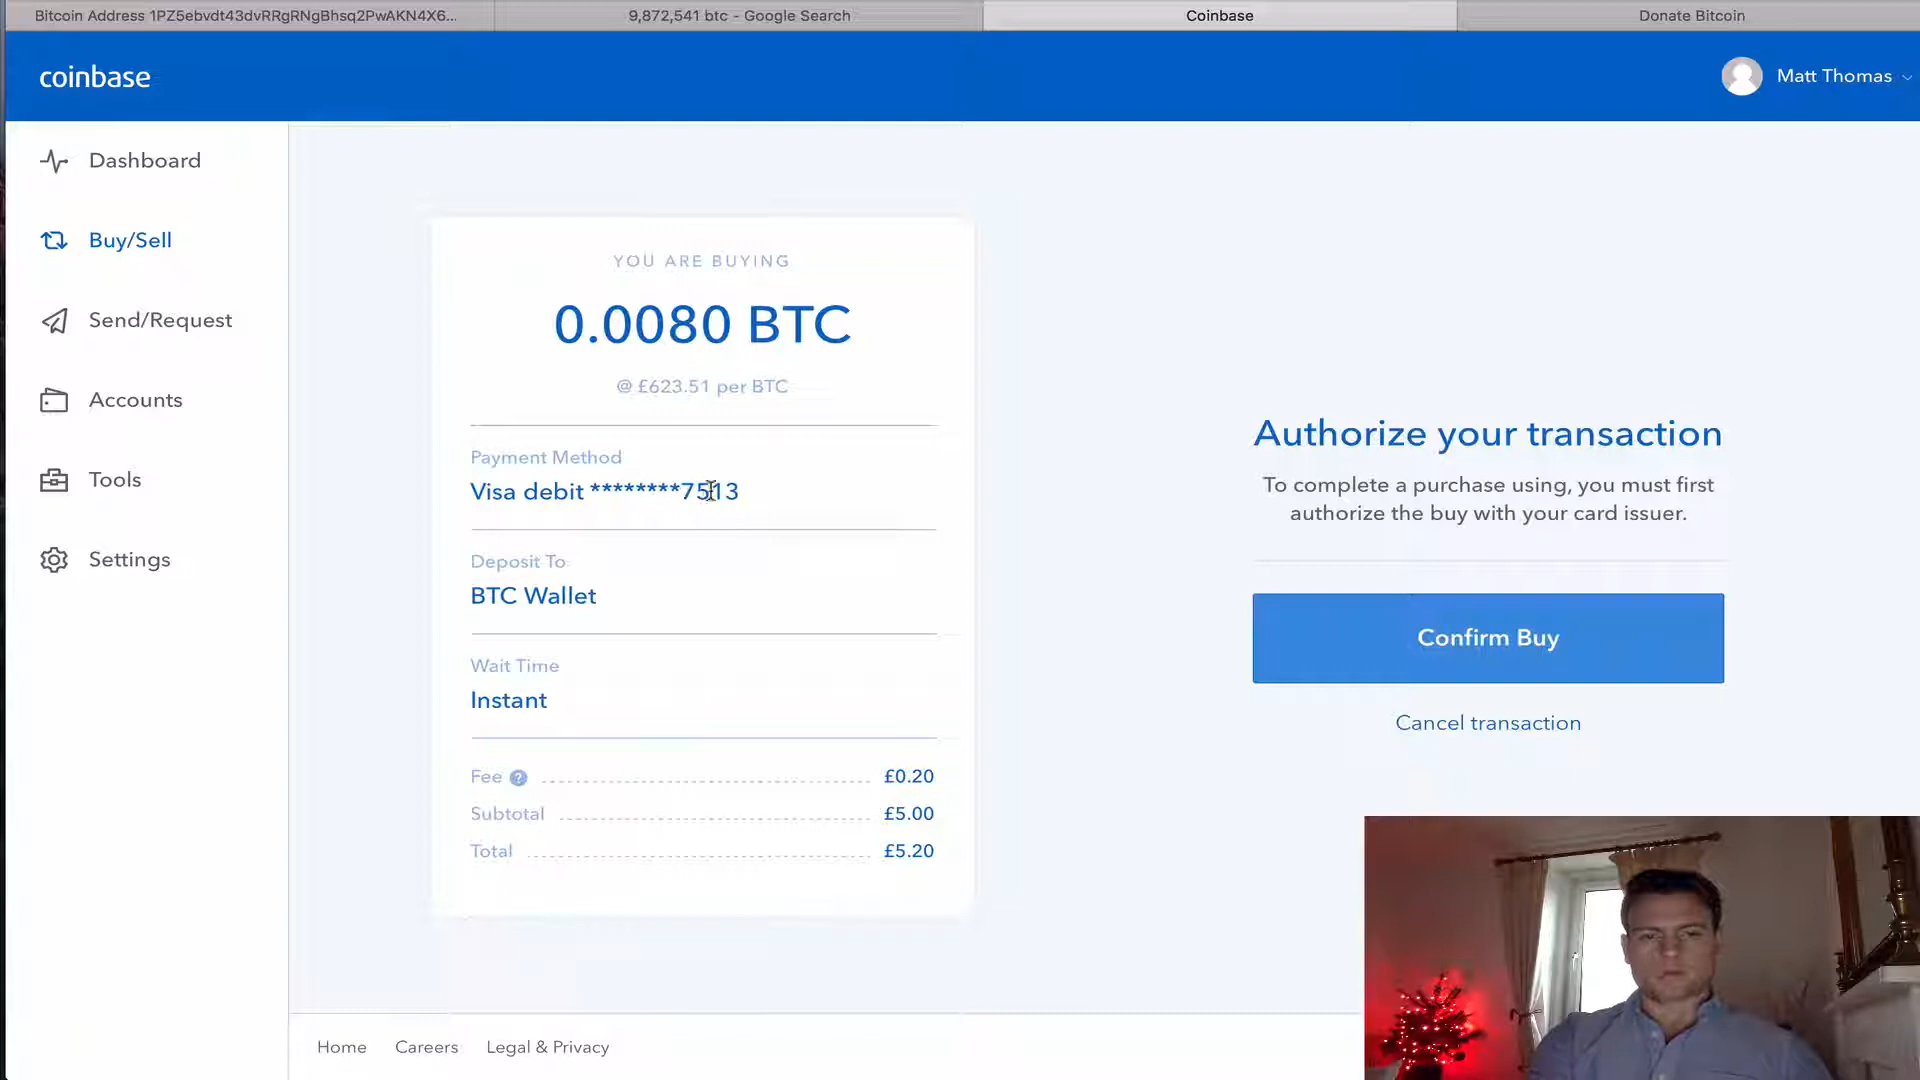 Bitcoin Address 1PZ5ebvdt43dvRRgRNgBhsq2PwAKN4X6...
9,872,541 btc - Google Search
Coinbase
Donate Bitcoin
coinbase
Matt Thomas
Dashboard
Buy/Sell
Send/Request
Accounts
Tools
Settings
YOU ARE BUYING
0.0080 BTC
@ £623.51 per BTC
Payment Method
Visa debit ********7513
Deposit To
BTC Wallet
Wait Time
Instant
Fee ? £0.20
Subtotal £5.00
Total £5.20
Authorize your transaction
To complete a purchase using, you must first
authorize the buy with your card issuer.
Confirm Buy
Cancel transaction
Home
Careers
Legal & Privacy